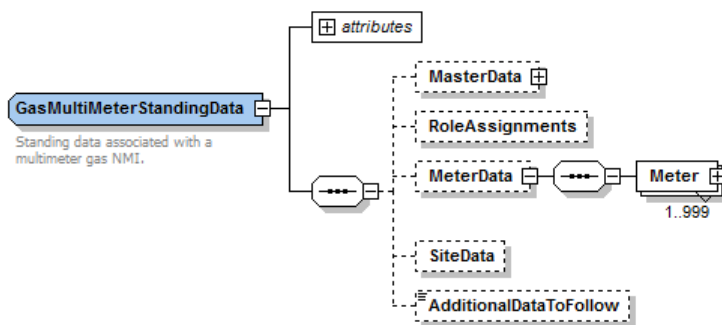 attributes
MasterData
GasMultiMeterStandingData
Standing data associated with a
multimeter gas NMI.
RoleAssignments
MeterData
Meter
1..999
SiteData
AdditionalDataToFollow